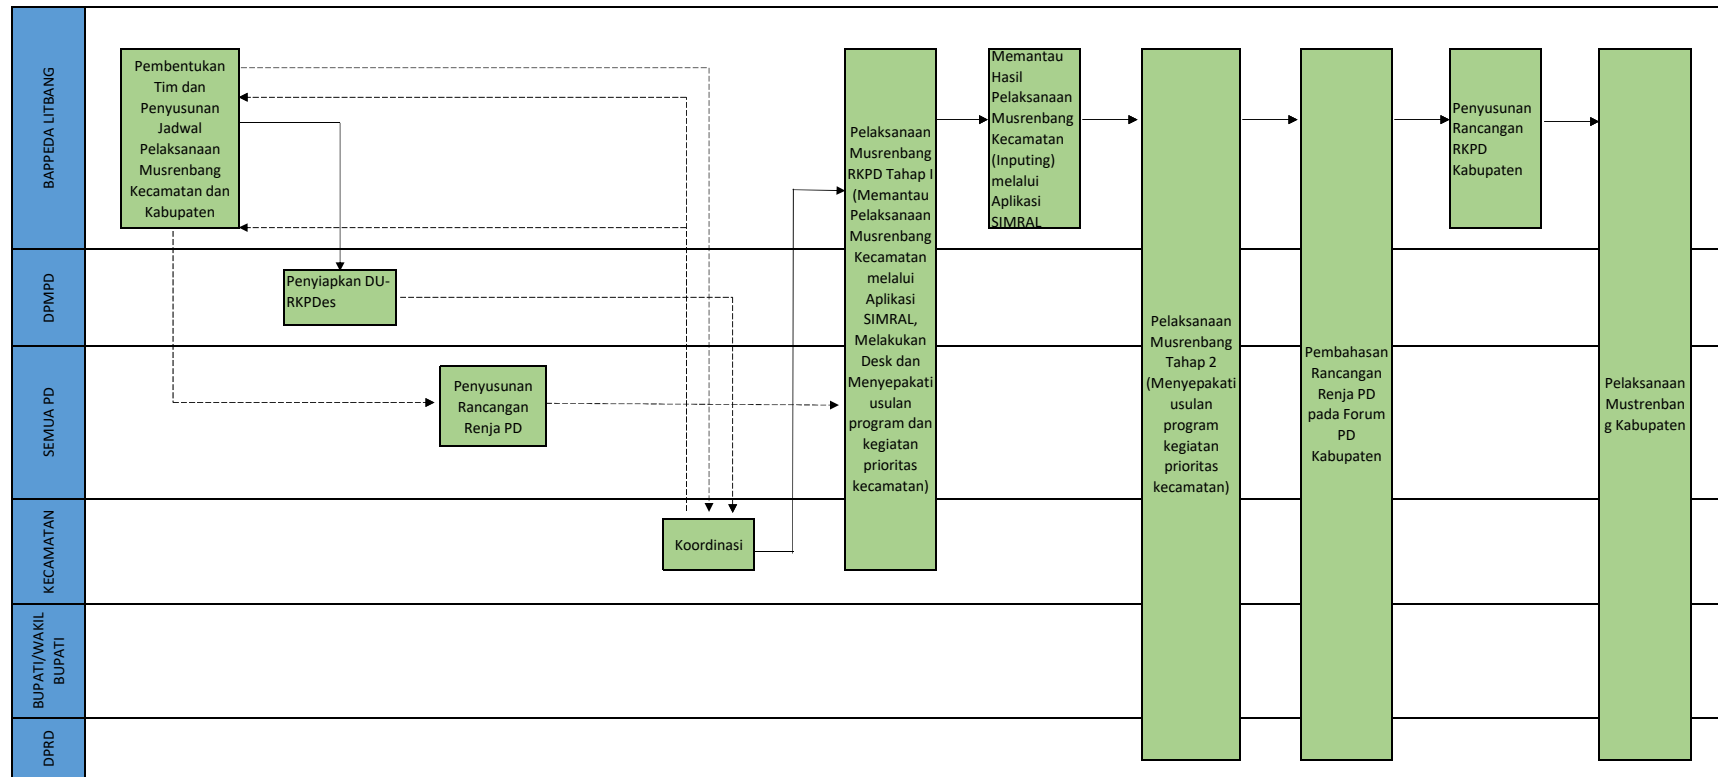 BAPPEDA LITBANG
Pembentukan
Tim dan
Penyusunan
Jadwal
Pelaksanaan
Musrenbang
Kecamatan dan
Kabupaten
Pelaksanaan
Musrenbang
RKPD Tahap I
(Memantau
Pelaksanaan
Musrenbang
Kecamatan
melalui
Aplikasi
SIMRAL,
Melakukan
Desk dan
Menyepakati
usulan
program dan
kegiatan
prioritas
kecamatan)
Memantau
Hasil
Pelaksanaan
Musrenbang
Kecamatan
(Inputing)
melalui
Aplikasi
SIMRAL
Pelaksanaan
Musrenbang
Tahap 2
(Menyepakati
usulan
program
kegiatan
prioritas
kecamatan)
Pembahasan
Rancangan
Renja PD
pada Forum
PD
Kabupaten
Penyusunan
Rancangan
RKPD
Kabupaten
Pelaksanaan
Mustrenban
g Kabupaten
DPMPD
Penyiapkan DU-
RKPDes
SEMUA PD
Penyusunan
Rancangan
Renja PD
KECAMATAN
Koordinasi
BUPATI/WAKIL
BUPATI
DPRD